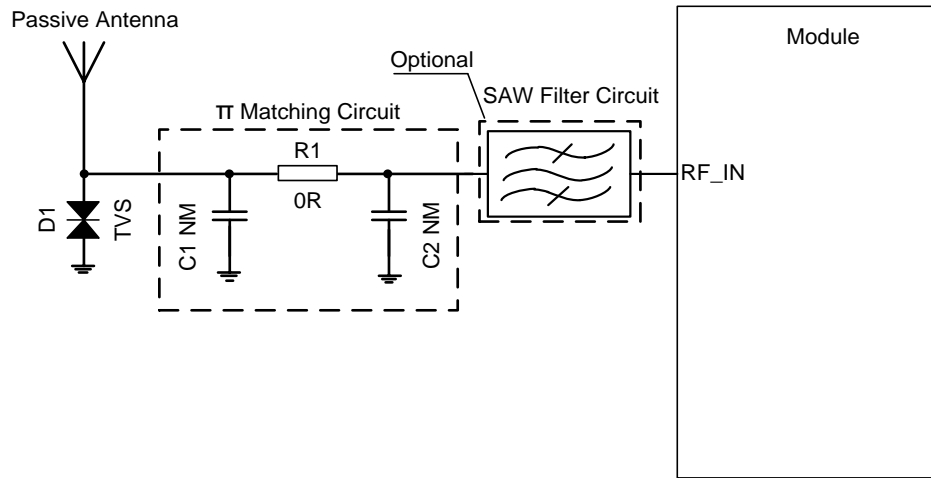 Passive Antenna
Module
Optional
SAW Filter Circuit
π Matching Circuit
R1
0R
RF_IN
D1
TVS
C1 NM
C2 NM